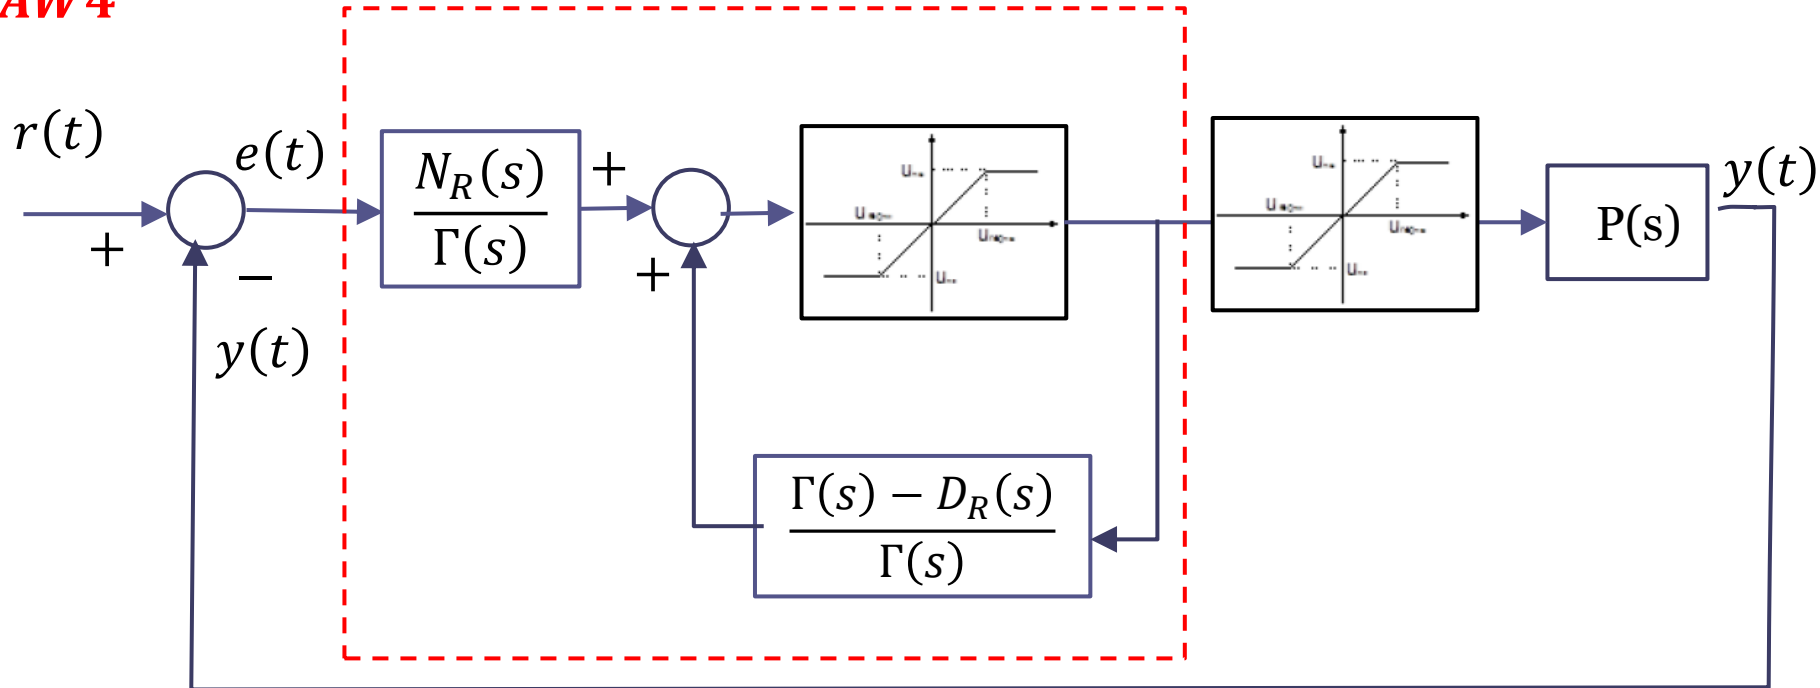 AW 4
r(t)
e(t)
+
−
y(t)
N_R(s)
Γ(s)
+
+
Γ(s) − D_R(s)
Γ(s)
P(s)
y(t)